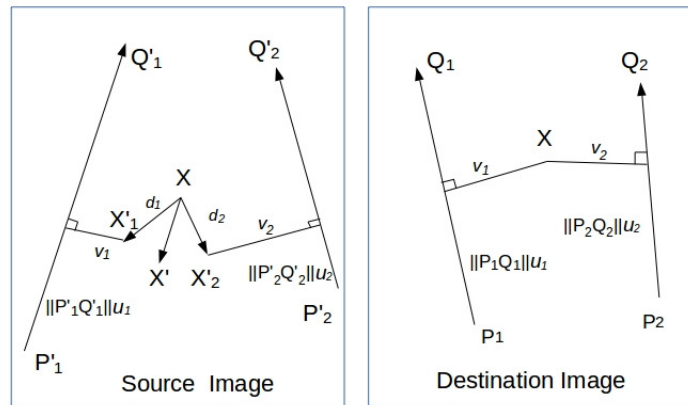 Q'₁
Q'₂
X
d₁
d₂
X'₁
v₂
v₁
X'
X'₂
||P'₂Q'₂||u₂
||P'₁Q'₁||u₁
P'₂
P'₁
Source Image
Q₁
Q₂
X
v₁
v₂
||P₂Q₂||u₂
||P₁Q₁||u₁
P₁
P₂
Destination Image